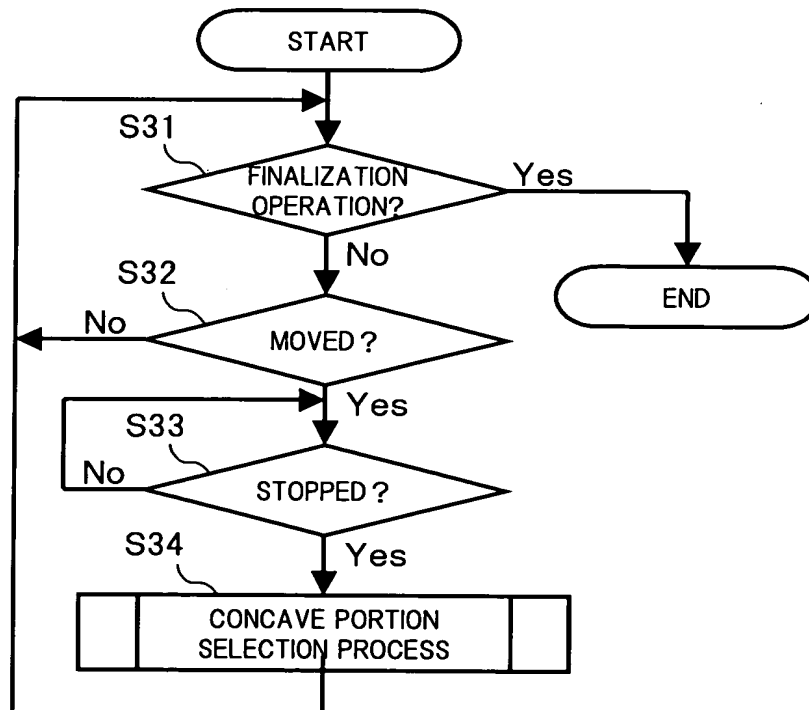 START
S31
FINALIZATION
OPERATION?
Yes
No
S32
END
No
MOVED?
Yes
S33
No
STOPPED?
Yes
S34
CONCAVE PORTION
SELECTION PROCESS